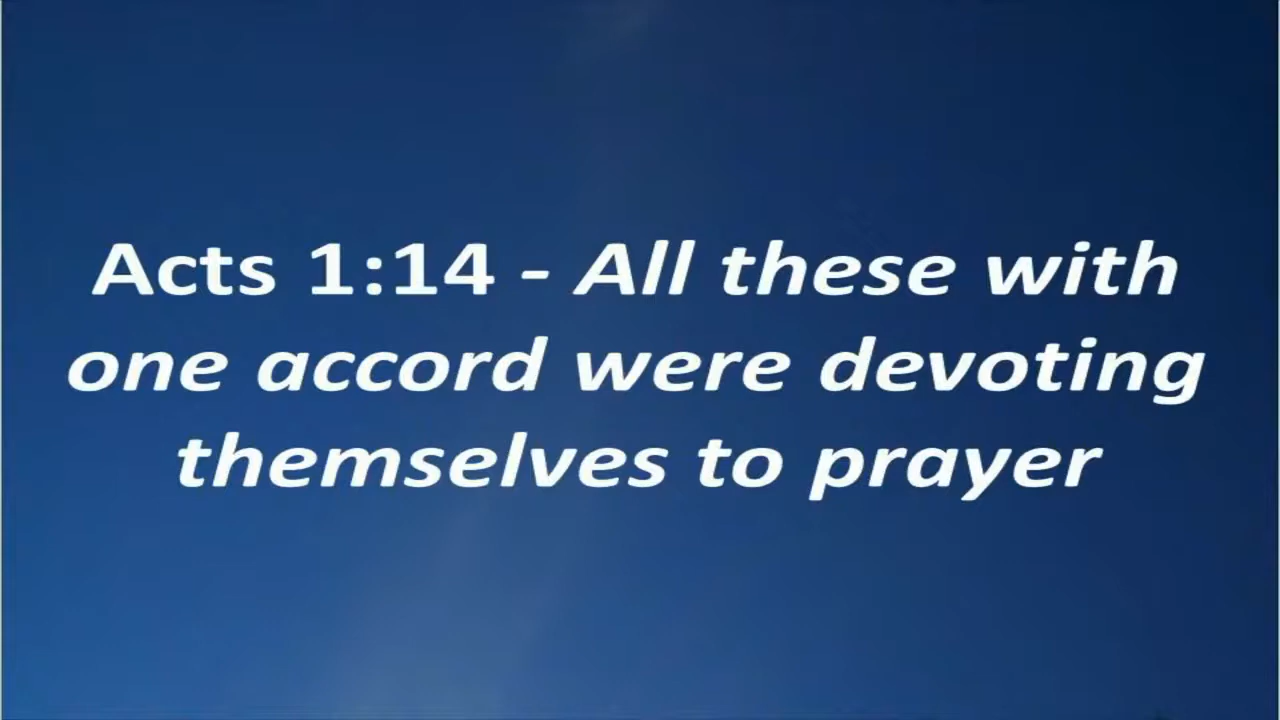 Acts 1:14 - All these with
one accord were devoting
themselves to prayer